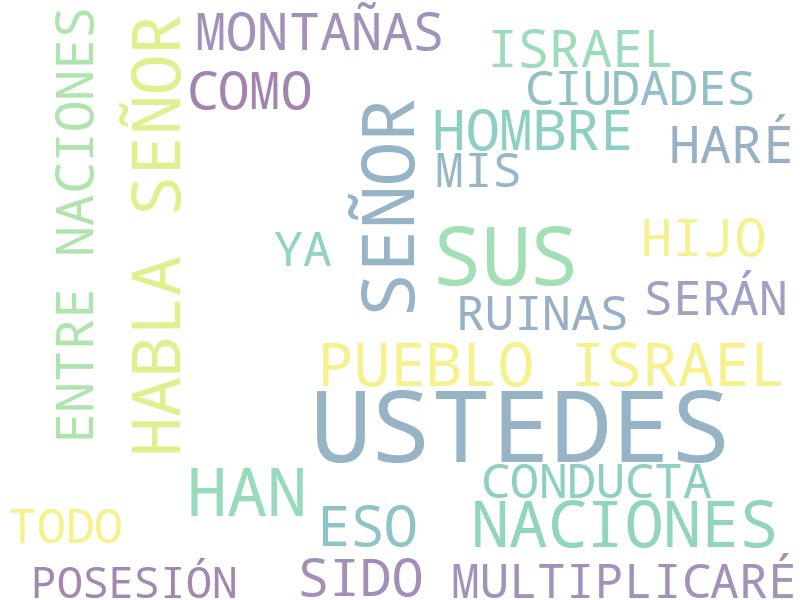 MONTAÑAS
ISRAEL
COMO
CIUDADES
HOMBRE
HARÉ
MIS
ENTRE NACIONES
HABLA SEÑOR
SEÑOR
YA
SUS
HIJO
SERÁN
RUINAS
PUEBLO ISRAEL
USTEDES
HAN
CONDUCTA
TODO
ESO
NACIONES
POSESIÓN
SIDO
MULTIPLICARÉ